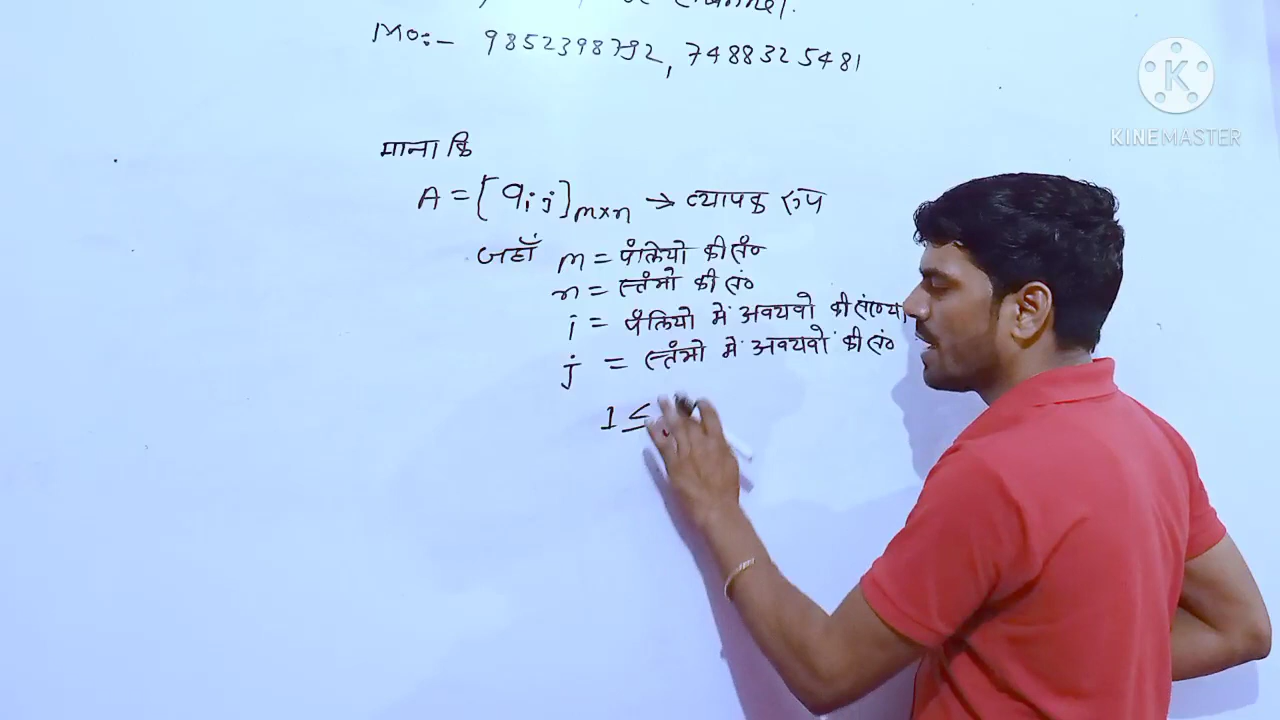 Mo:- 9852398792, 7488325481
KINEMASTER
माना कि
A = [aij]m×n → व्यापक रूप
जहाँ m = पंक्तियो की सं०
n = स्तंभो की सं०
i = पंक्तियो में अवयवो की संख्या
j = स्तंभो में अवयवों की सं०
1 ≤